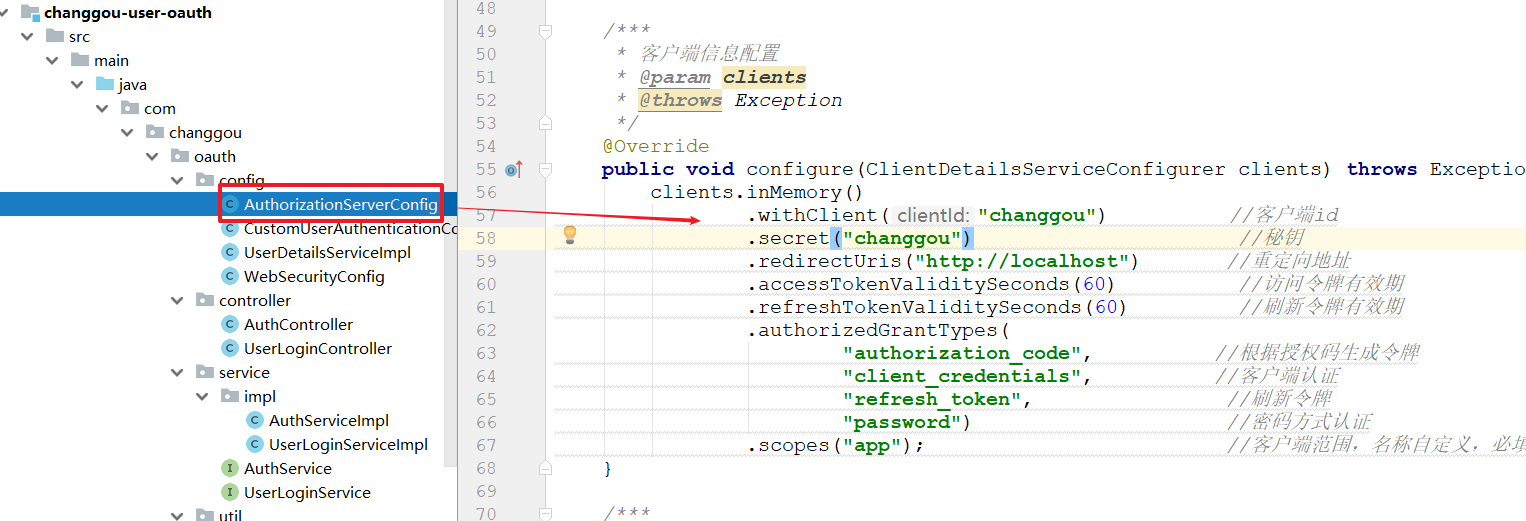 changgou-user-oauth
src
main
java
com
changgou
oauth
config
AuthorizationServerConfig
CustomUserAuthenticationCo
UserDetailsServiceImpl
WebSecurityConfig
controller
AuthController
UserLoginController
service
impl
AuthServiceImpl
UserLoginServiceImpl
AuthService
UserLoginService
util
48
49 /***
50 * 客户端信息配置
51 * @param clients
52 * @throws Exception
53 */
54 @Override
55 public void configure(ClientDetailsServiceConfigurer clients) throws Exceptio
56 clients.inMemory()
57 .withClient( clientId: "changgou") //客户端id
58 .secret("changgou") //秘钥
59 .redirectUris("http://localhost") //重定向地址
60 .accessTokenValiditySeconds(60) //访问令牌有效期
61 .refreshTokenValiditySeconds(60) //刷新令牌有效期
62 .authorizedGrantTypes(
63 "authorization_code", //根据授权码生成令牌
64 "client_credentials", //客户端认证
65 "refresh_token", //刷新令牌
66 "password") //密码方式认证
67 .scopes("app"); //客户端范围，名称自定义，必填
68 }
69
70 /***